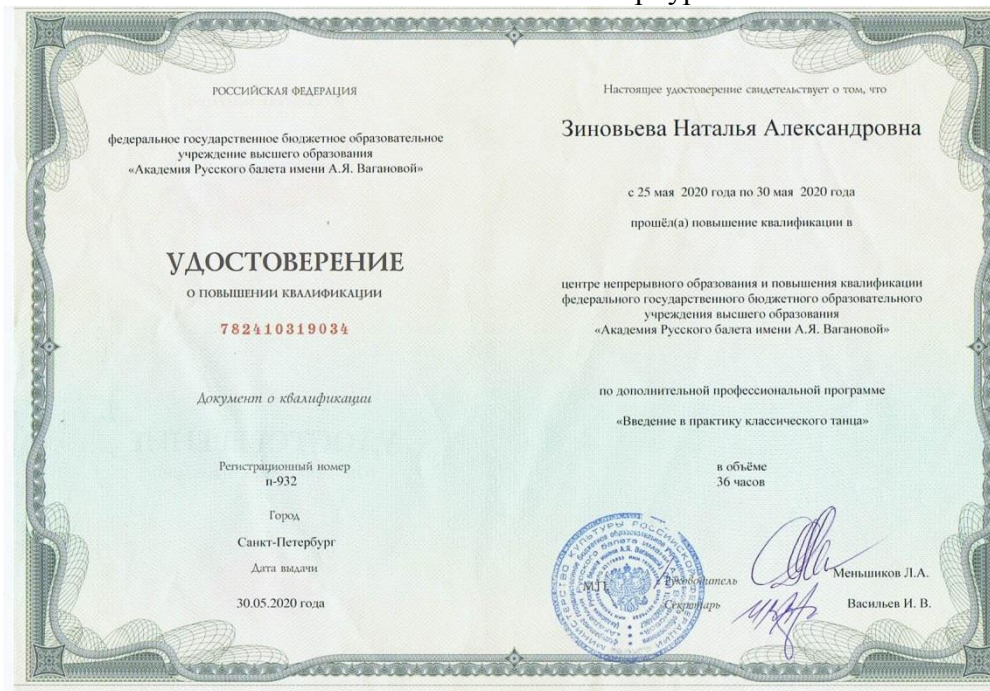 РОССИЙСКАЯ ФЕДЕРАЦИЯ
федеральное государственное бюджетное образовательное
учреждение высшего образования
«Академия Русского балета имени А.Я. Вагановой»
УДОСТОВЕРЕНИЕ
О ПОВЫШЕНИИ КВАЛИФИКАЦИИ
782410319034
Документ о квалификации
Регистрационный номер
п-932
Город
Санкт-Петербург
Дата выдачи
30.05.2020 года
Настоящее удостоверение свидетельствует о том, что
Зиновьева Наталья Александровна
с 25 мая 2020 года по 30 мая 2020 года
прошёл(а) повышение квалификации в
центре непрерывного образования и повышения квалификации
федерального государственного бюджетного образовательного
учреждения высшего образования
«Академия Русского балета имени А.Я. Вагановой»
по дополнительной профессиональной программе
«Введение в практику классического танца»
в объёме
36 часов
М.П.
Руководитель
Меньшиков Л.А.
Секретарь
Васильев И. В.
МИНИСТЕРСТВО КУЛЬТУРЫ РОССИЙСКОЙ ФЕДЕРАЦИИ